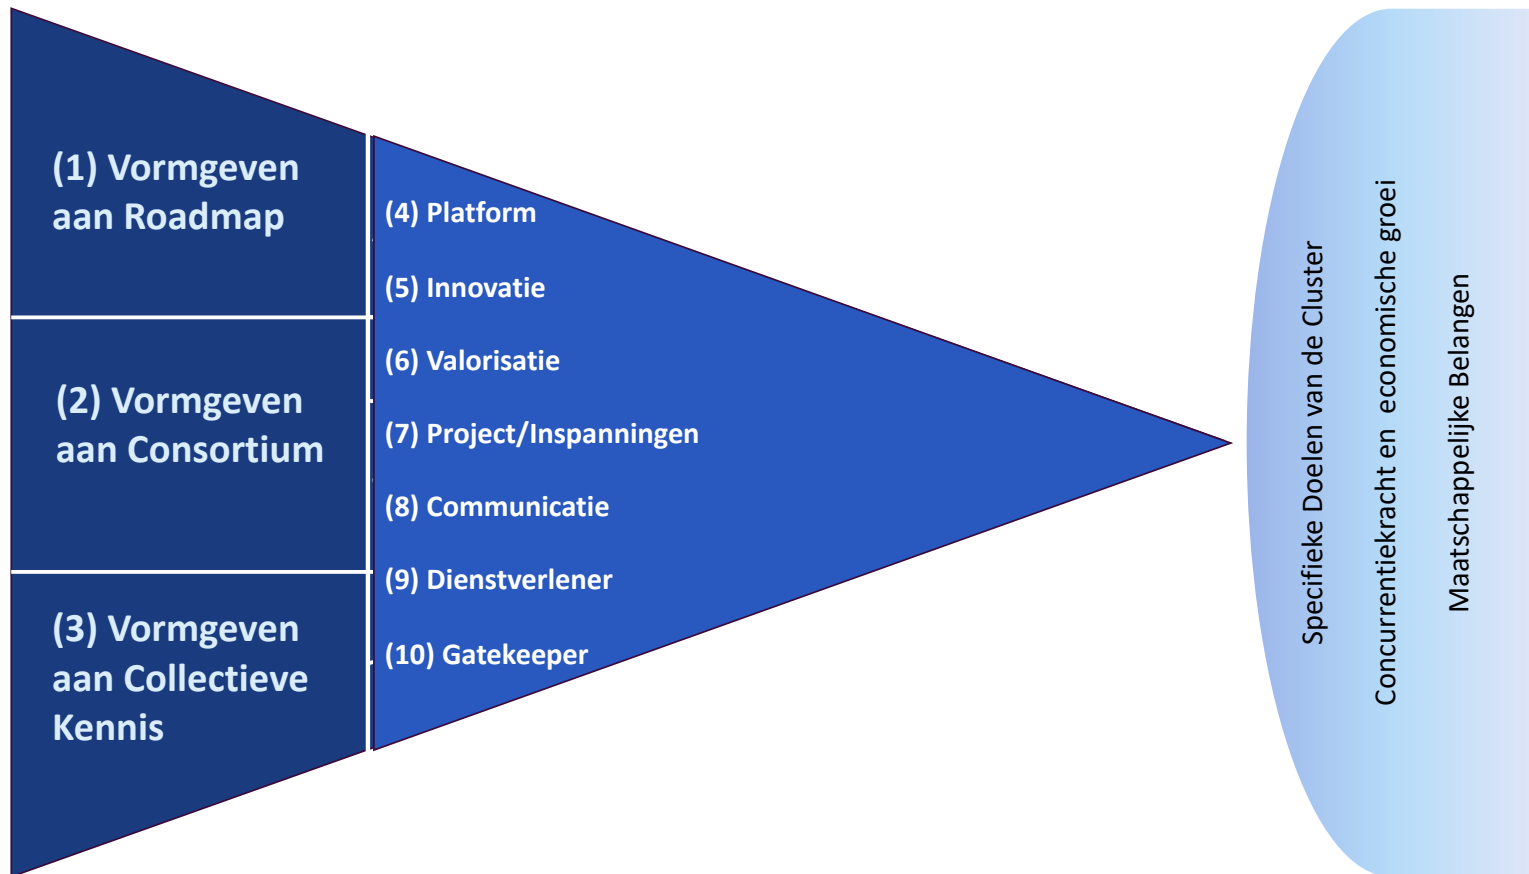 (1) Vormgeven
aan Roadmap
(2) Vormgeven
aan Consortium
(3) Vormgeven
aan Collectieve
Kennis
(4) Platform
(5) Innovatie
(6) Valorisatie
(7) Project/Inspanningen
(8) Communicatie
(9) Dienstverlener
(10) Gatekeeper
Specifieke Doelen van de Cluster
Concurrentiekracht en economische groei
Maatschappelijke Belangen